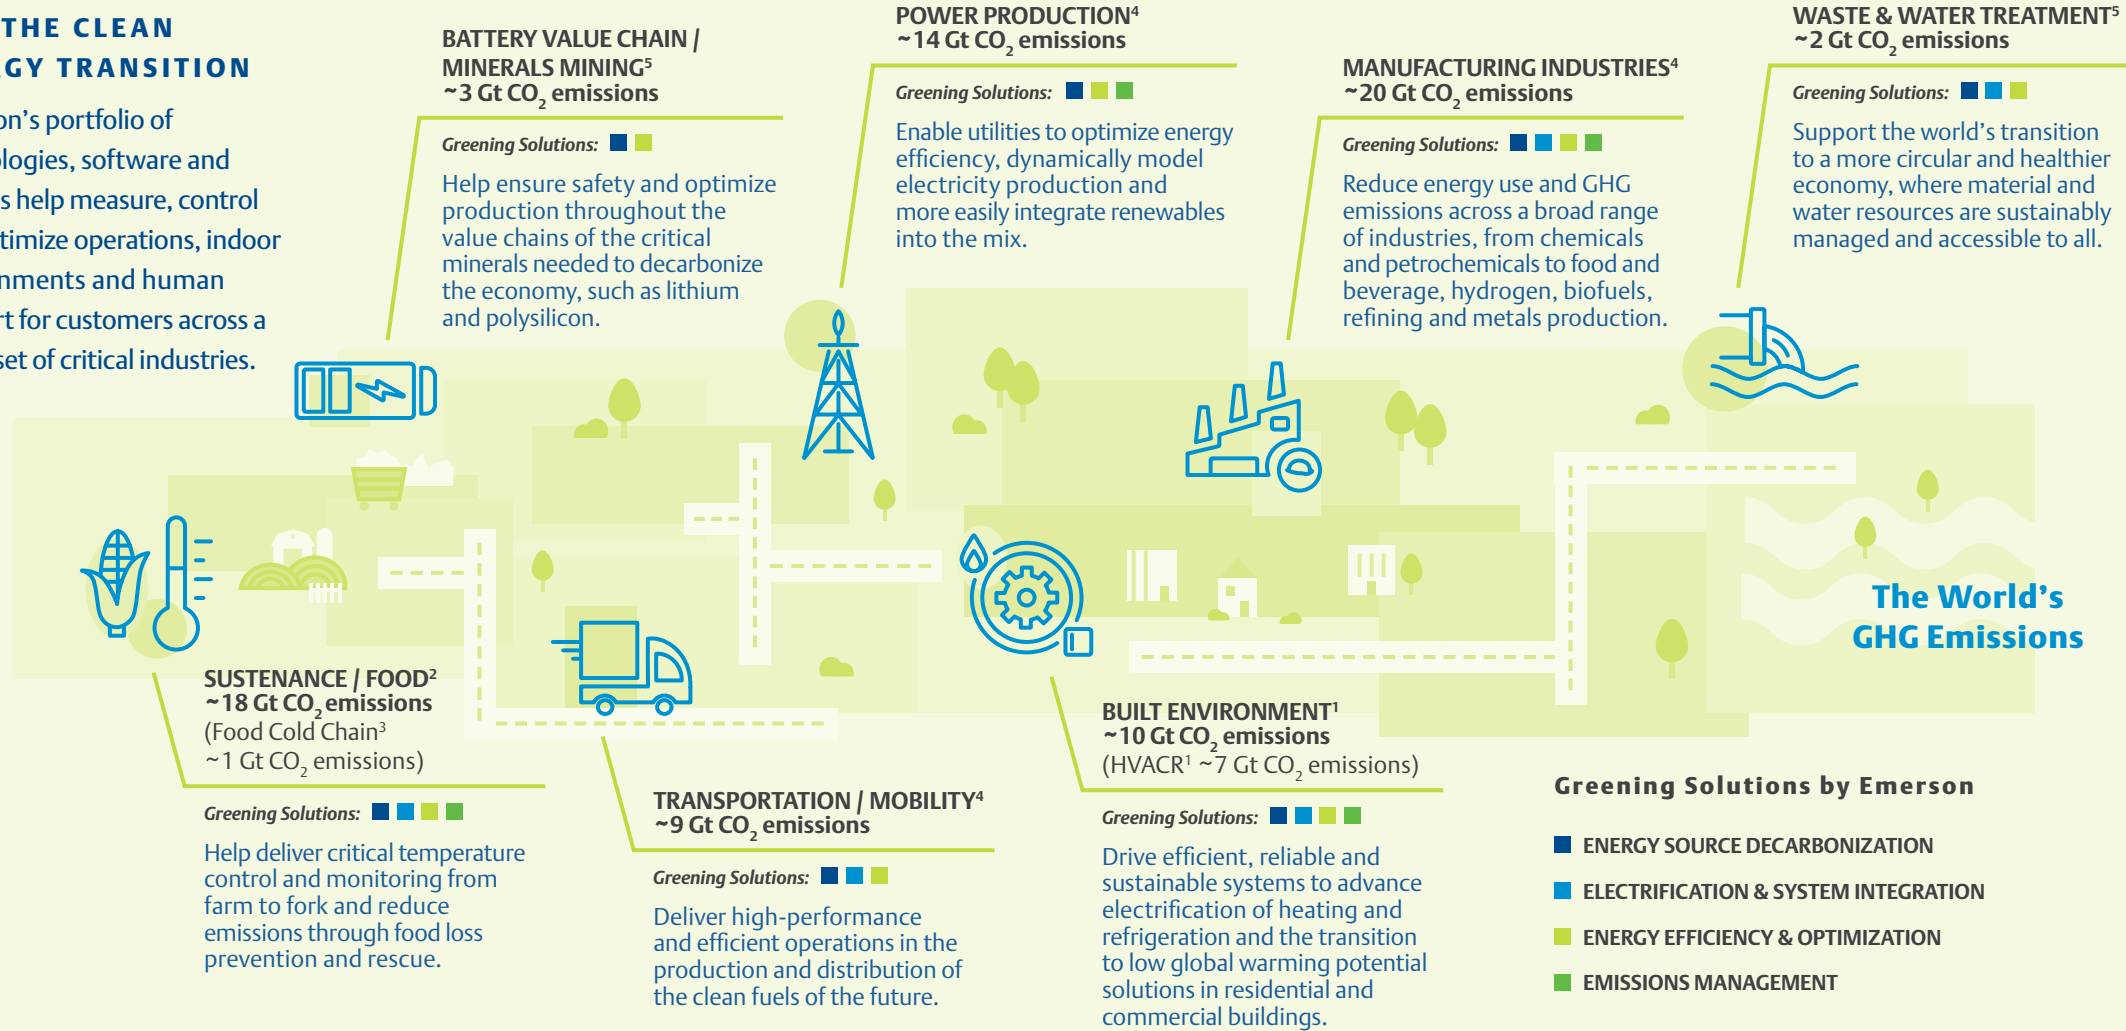 THE CLEAN
GY TRANSITION
on's portfolio of
logies, software and
s help measure, control
timize operations, indoor
nments and human
rt for customers across a
set of critical industries.
BATTERY VALUE CHAIN /
MINERALS MINING⁵
~3 Gt CO₂ emissions
Greening Solutions:
Help ensure safety and optimize
production throughout the
value chains of the critical
minerals needed to decarbonize
the economy, such as lithium
and polysilicon.
POWER PRODUCTION⁴
~14 Gt CO₂ emissions
Greening Solutions:
Enable utilities to optimize energy
efficiency, dynamically model
electricity production and
more easily integrate renewables
into the mix.
MANUFACTURING INDUSTRIES⁴
~20 Gt CO₂ emissions
Greening Solutions:
Reduce energy use and GHG
emissions across a broad range
of industries, from chemicals
and petrochemicals to food and
beverage, hydrogen, biofuels,
refining and metals production.
WASTE & WATER TREATMENT⁵
~2 Gt CO₂ emissions
Greening Solutions:
Support the world's transition
to a more circular and healthier
economy, where material and
water resources are sustainably
managed and accessible to all.
The World's
GHG Emissions
SUSTENANCE / FOOD²
~18 Gt CO₂ emissions
(Food Cold Chain³
~1 Gt CO₂ emissions)
Greening Solutions:
Help deliver critical temperature
control and monitoring from
farm to fork and reduce
emissions through food loss
prevention and rescue.
TRANSPORTATION / MOBILITY⁴
~9 Gt CO₂ emissions
Greening Solutions:
Deliver high-performance
and efficient operations in the
production and distribution of
the clean fuels of the future.
BUILT ENVIRONMENT¹
~10 Gt CO₂ emissions
(HVACR¹ ~7 Gt CO₂ emissions)
Greening Solutions:
Drive efficient, reliable and
sustainable systems to advance
electrification of heating and
refrigeration and the transition
to low global warming potential
solutions in residential and
commercial buildings.
Greening Solutions by Emerson
ENERGY SOURCE DECARBONIZATION
ELECTRIFICATION & SYSTEM INTEGRATION
ENERGY EFFICIENCY & OPTIMIZATION
EMISSIONS MANAGEMENT